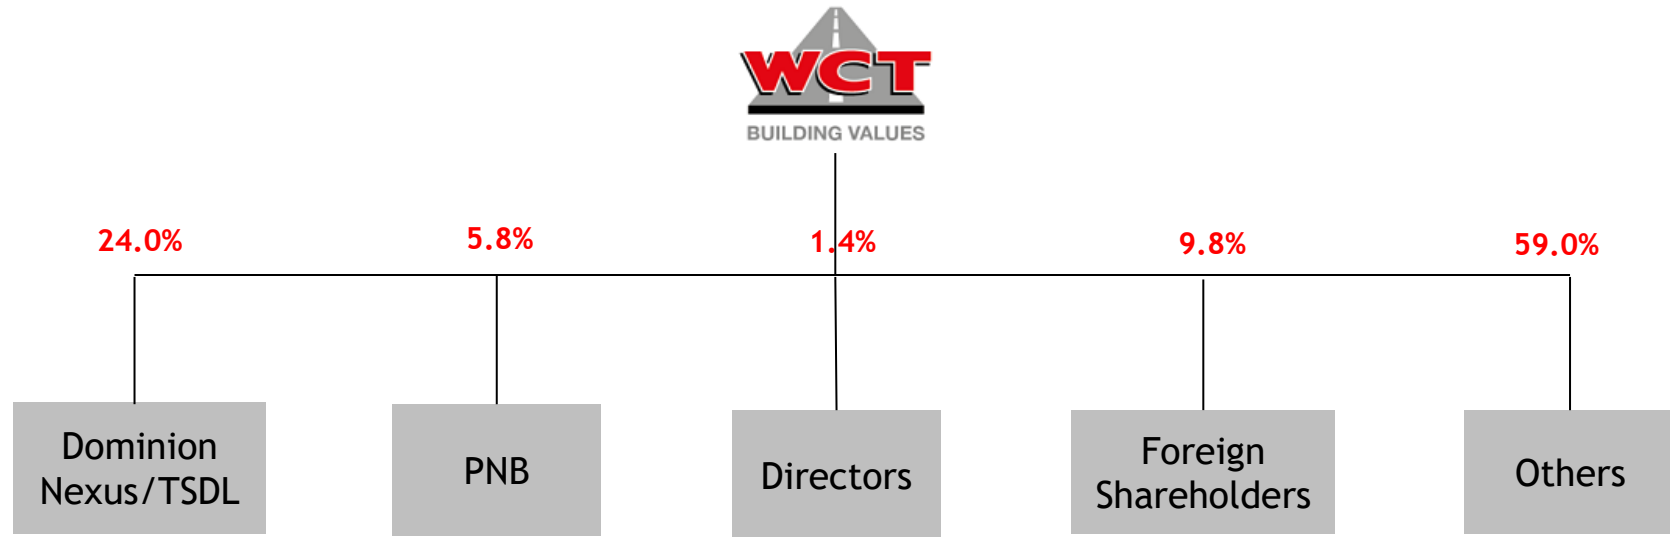 WCT
BUILDING VALUES
24.0%
5.8%
1.4%
9.8%
59.0%
Dominion
Nexus/TSDL
PNB
Directors
Foreign
Shareholders
Others